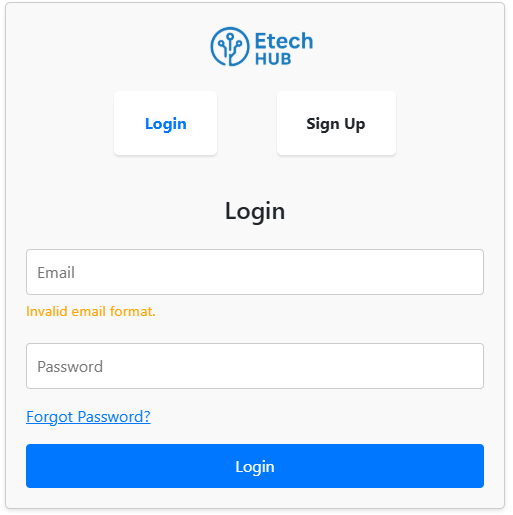 Etech
HUB
Login
Sign Up
Login
Email
Invalid email format.
Password
Forgot Password?
Login